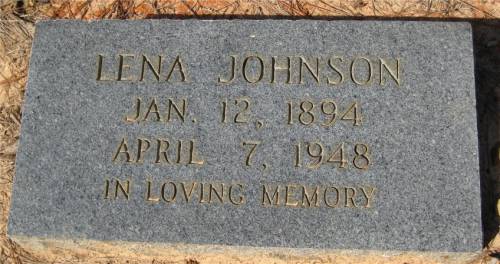 LENA JOHNSON
JAN. 12, 1894
APRIL 7, 1948
IN LOVING MEMORY